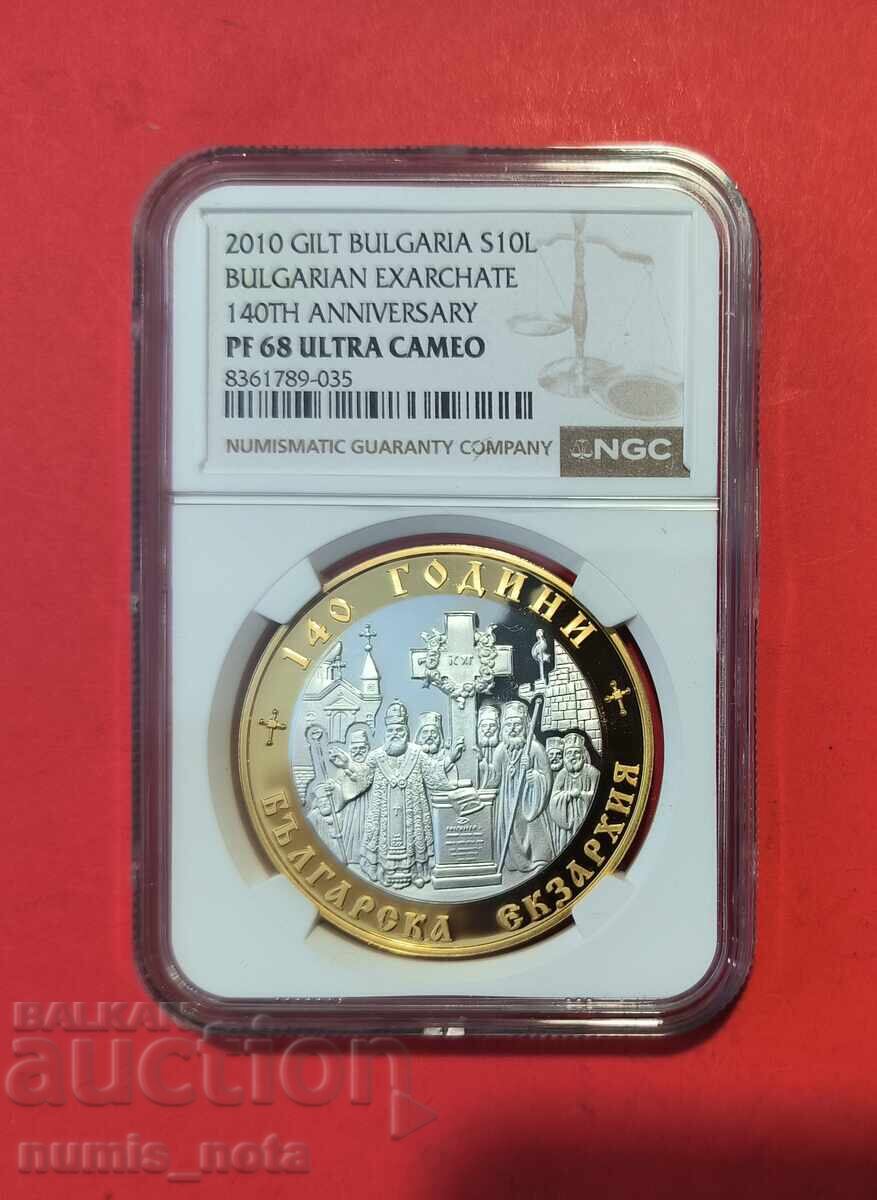 2010 GILT BULGARIA S10L
BULGARIAN EXARCHATE
140TH ANNIVERSARY
PF 68 ULTRA CAMEO
8361789-035
NUMISMATIC GUARANTY COMPANY
NGC
140 ГОДИНИ
БЪЛГАРСКА ЕКЗАРХИЯ
BALKAN
auction
numis_nota